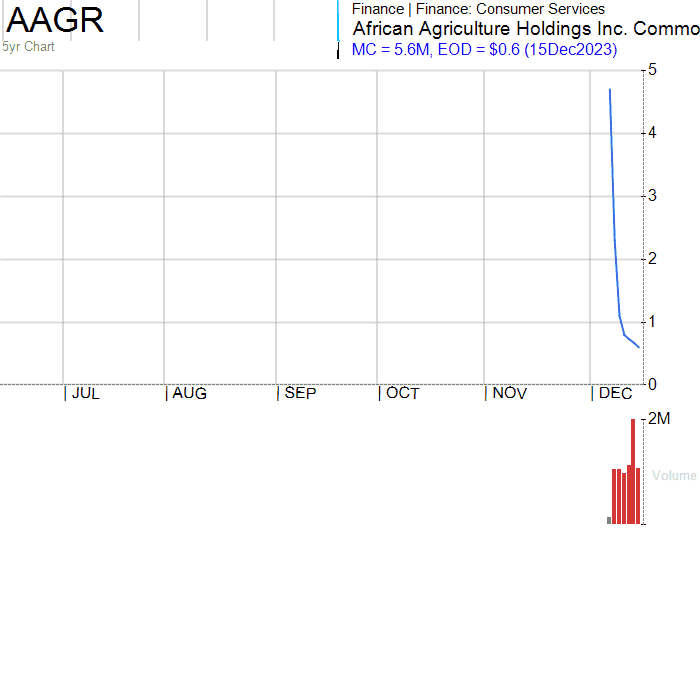 AAGR
5yr Chart
Finance | Finance: Consumer Services
African Agriculture Holdings Inc. Commo
MC = 5.6M, EOD = $0.6 (15Dec2023)
5
4
3
2
1
0
| JUL | AUG | SEP | OCT | NOV | DEC
2M
Volume